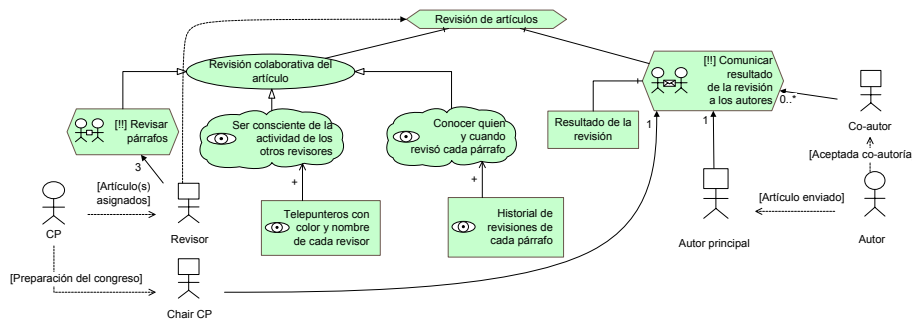 Revisión de artículos
Revisión colaborativa del
artículo
[!!] Comunicar
resultado
de la revisión
a los autores
[!!] Revisar
párrafos
Ser consciente de la
actividad de los
otros revisores
Conocer quien
y cuando
revisó cada párrafo
Resultado de la
revisión
0..*
1
1
Co-autor
3
+
+
[Aceptada co-autoría]
[Artículo(s)
asignados]
CP
Revisor
Telepunteros con
color y nombre
de cada revisor
Historial de
revisiones de
cada párrafo
[Artículo enviado]
Autor principal
Autor
[Preparación del congreso]
Chair CP